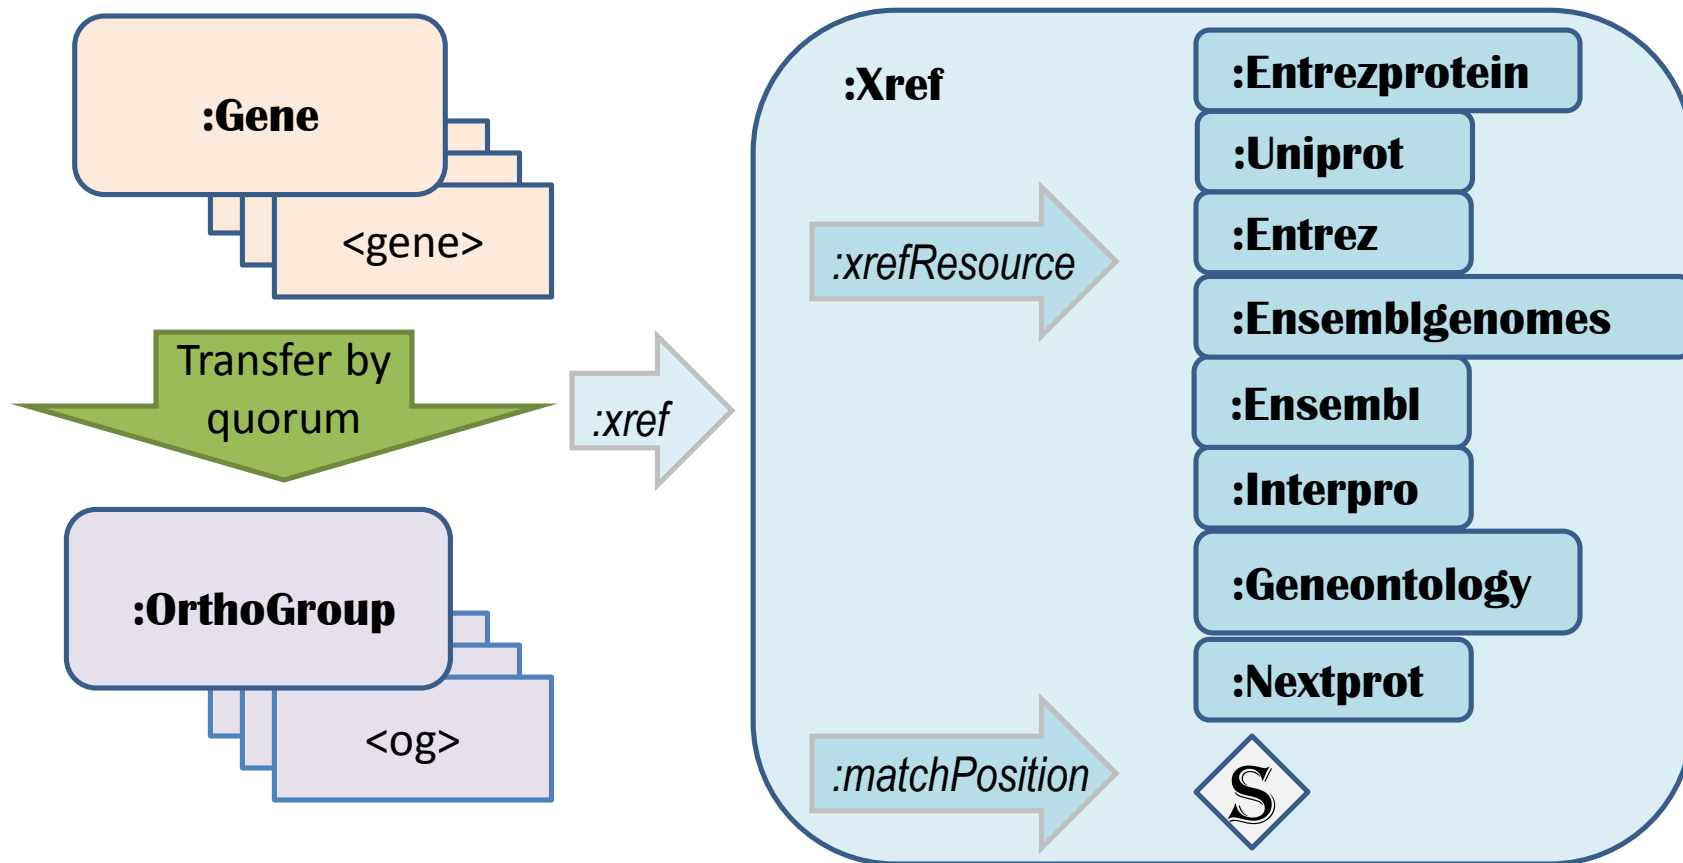 :Gene
<gene>
Transfer by
quorum
:OrthoGroup
<og>
:xref
:Xref
:xrefResource
:matchPosition
:Entrezprotein
:Uniprot
:Entrez
:Ensemblgenomes
:Ensembl
:Interpro
:Geneontology
:Nextprot
S